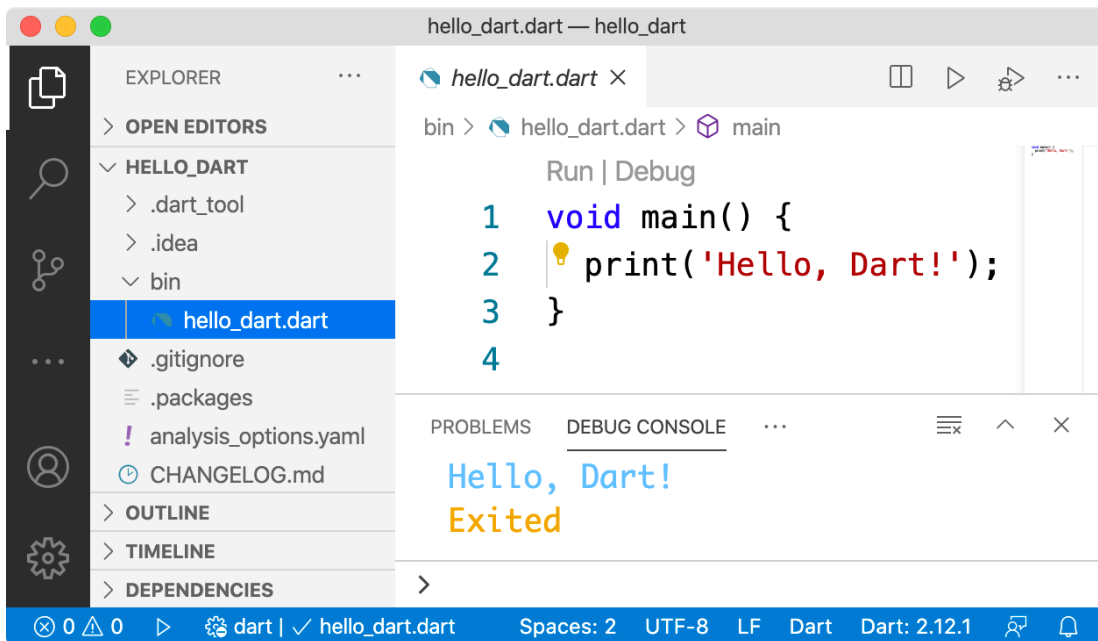 hello_dart.dart — hello_dart
EXPLORER
OPEN EDITORS
HELLO_DART
.dart_tool
.idea
bin
hello_dart.dart
.gitignore
.packages
analysis_options.yaml
CHANGELOG.md
OUTLINE
TIMELINE
DEPENDENCIES
hello_dart.dart
bin > hello_dart.dart > main
Run | Debug
1 void main() {
2 print('Hello, Dart!');
3 }
4
PROBLEMS DEBUG CONSOLE
Hello, Dart!
Exited
>
0 0 dart | ✓ hello_dart.dart Spaces: 2 UTF-8 LF Dart Dart: 2.12.1